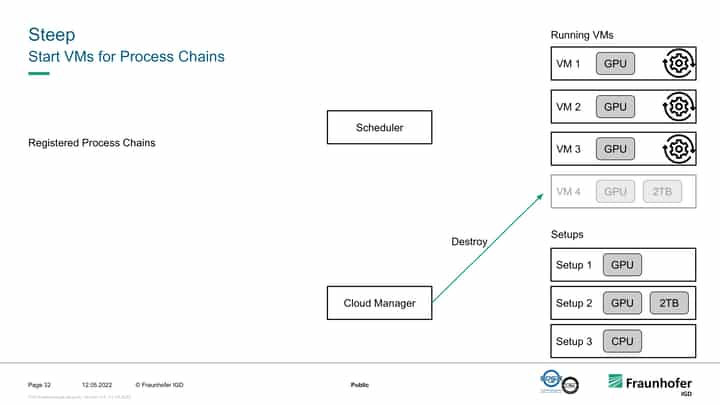 Steep
Start VMs for Process Chains
Running VMs
VM 1 GPU
VM 2 GPU
VM 3 GPU
VM 4 GPU 2TB
Scheduler
Registered Process Chains
Destroy
Cloud Manager
Setups
Setup 1 GPU
Setup 2 GPU 2TB
Setup 3 CPU
Page 32 12.05.2022 © Fraunhofer IGD Public
Fraunhofer
IGD